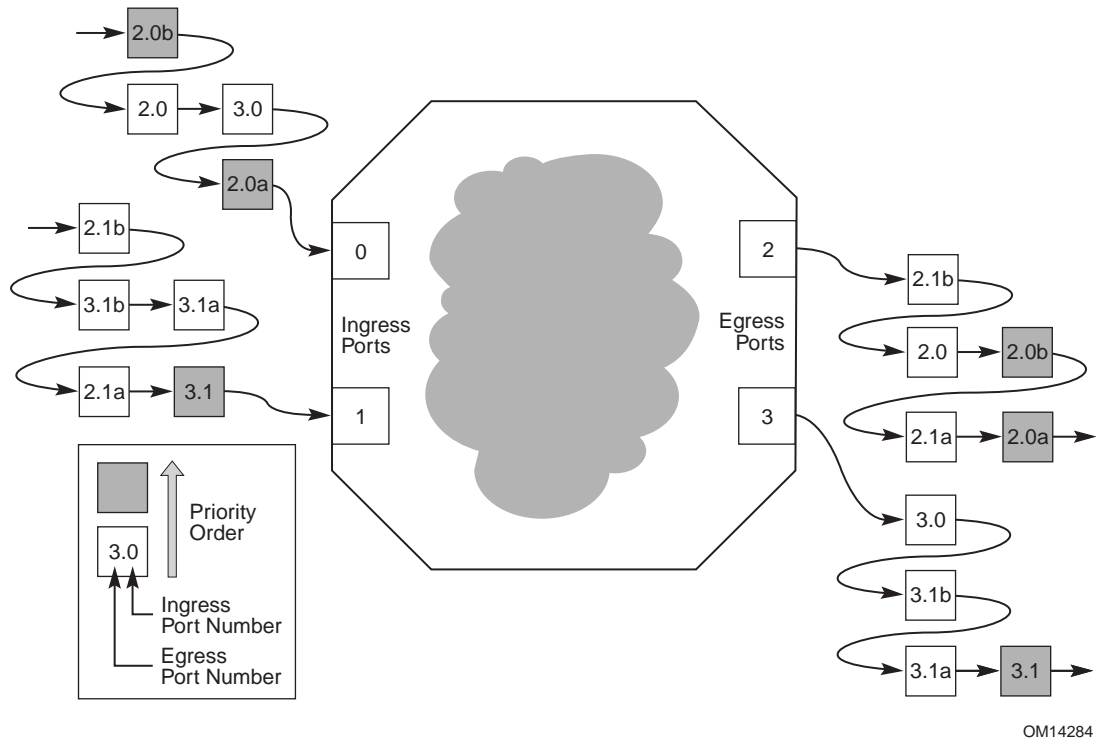 2.0b
2.0
3.0
2.0a
2.1b
3.1b
3.1a
2.1a
3.1
0
Ingress
Ports
1
2
Egress
Ports
3
2.1b
2.0
2.0b
2.1a
2.0a
3.0
3.1b
3.1a
3.1
Priority
Order
3.0
Ingress
Port Number
Egress
Port Number
OM14284